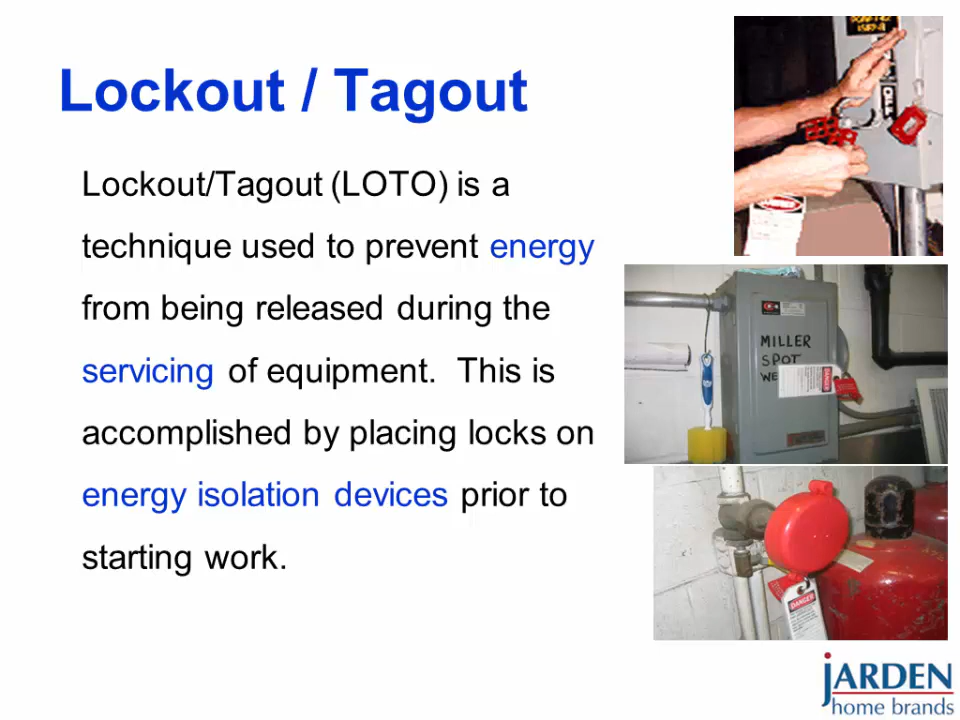 Lockout / Tagout
Lockout/Tagout (LOTO) is a
technique used to prevent energy
from being released during the
servicing of equipment.  This is
accomplished by placing locks on
energy isolation devices prior to
starting work.
MILLER
SPOT
DANGER
JARDEN
home brands